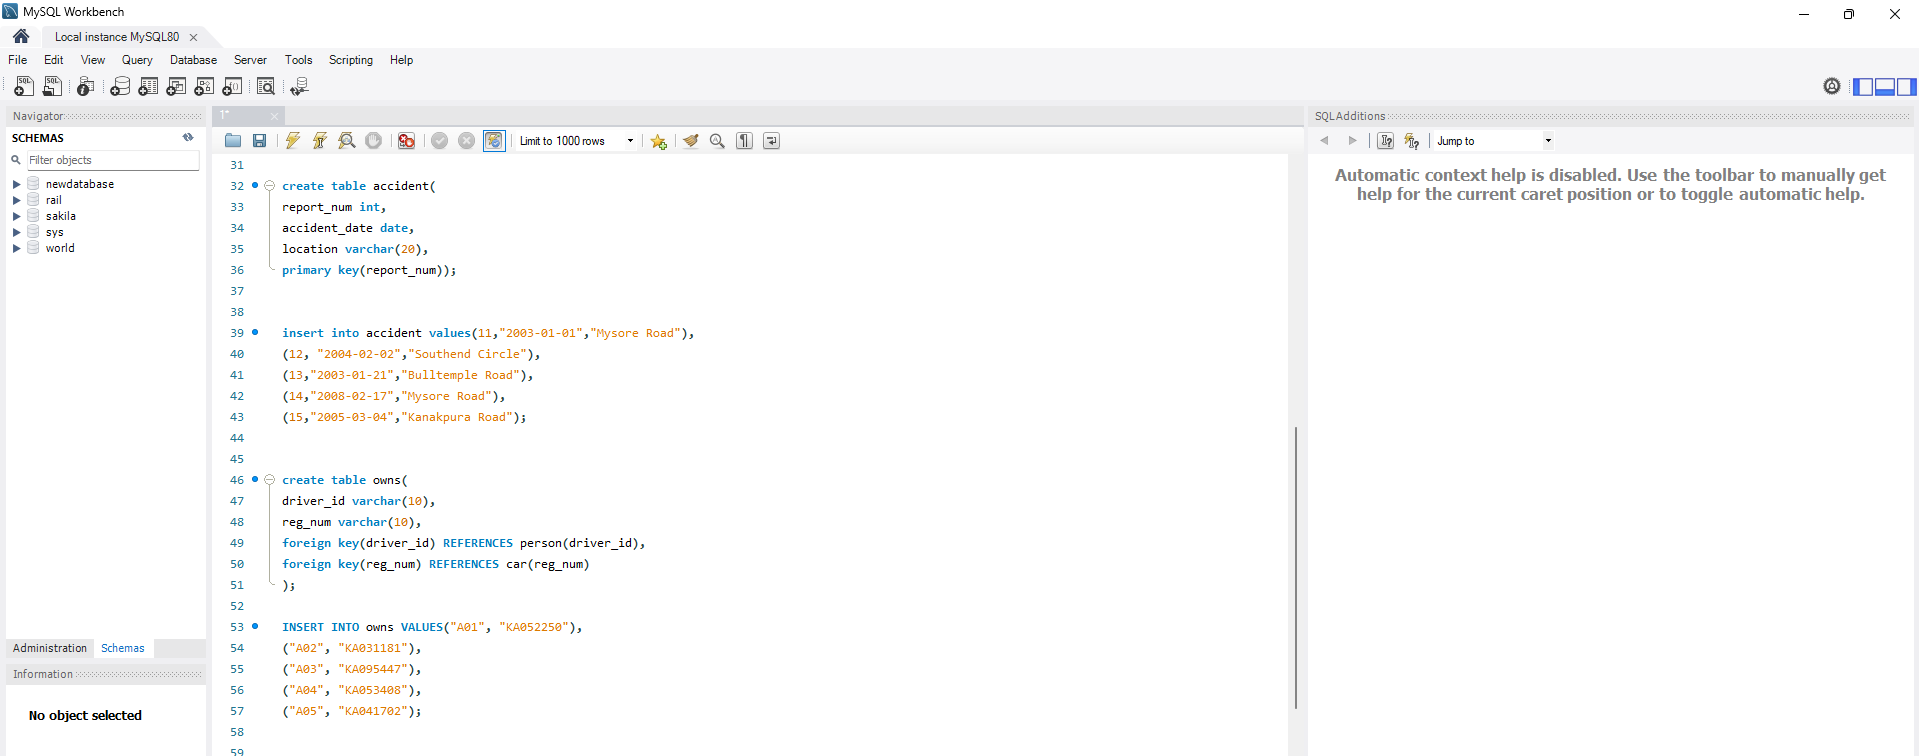 MySQL Workbench
Local instance MySQL80
File Edit View Query Database Server Tools Scripting Help
Navigator
SCHEMAS
Filter objects
newdatabase
rail
sakila
sys
world
Administration Schemas
Information
No object selected
1*
Limit to 1000 rows
31
32 create table accident(
33 report_num int,
34 accident_date date,
35 location varchar(20),
36 primary key(report_num));
37
38
39 insert into accident values(11,"2003-01-01","Mysore Road"),
40 (12, "2004-02-02","Southend Circle"),
41 (13,"2003-01-21","Bulltemple Road"),
42 (14,"2008-02-17","Mysore Road"),
43 (15,"2005-03-04","Kanakpura Road");
44
45
46 create table owns(
47 driver_id varchar(10),
48 reg_num varchar(10),
49 foreign key(driver_id) REFERENCES person(driver_id),
50 foreign key(reg_num) REFERENCES car(reg_num)
51 );
52
53 INSERT INTO owns VALUES("A01", "KA052250"),
54 ("A02", "KA031181"),
55 ("A03", "KA095447"),
56 ("A04", "KA053408"),
57 ("A05", "KA041702");
58
59
SQLAdditions
Jump to
Automatic context help is disabled. Use the toolbar to manually get
help for the current caret position or to toggle automatic help.